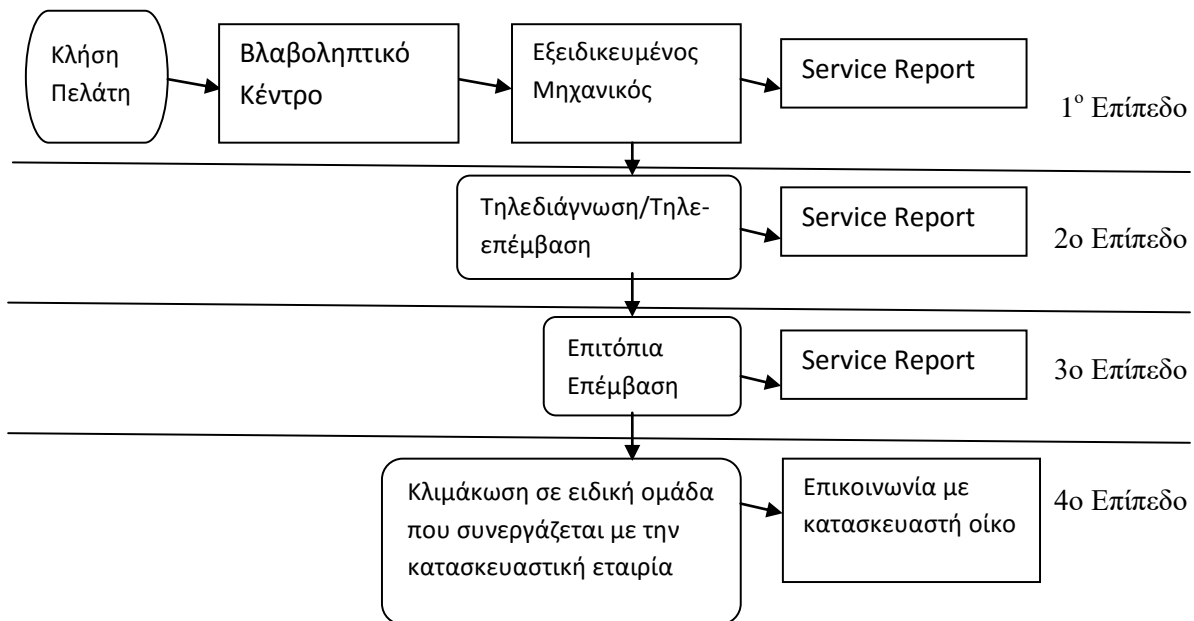 Κλήση
Πελάτη
Βλαβοληπτικό
Κέντρο
Εξειδικευμένος
Μηχανικός
Service Report
1ο Επίπεδο
Τηλεδιάγνωση/Τηλε-
επέμβαση
Service Report
2ο Επίπεδο
Επιτόπια
Επέμβαση
Service Report
3ο Επίπεδο
Κλιμάκωση σε ειδική ομάδα
που συνεργάζεται με την
κατασκευαστική εταιρία
Επικοινωνία με
κατασκευαστή οίκο
4ο Επίπεδο